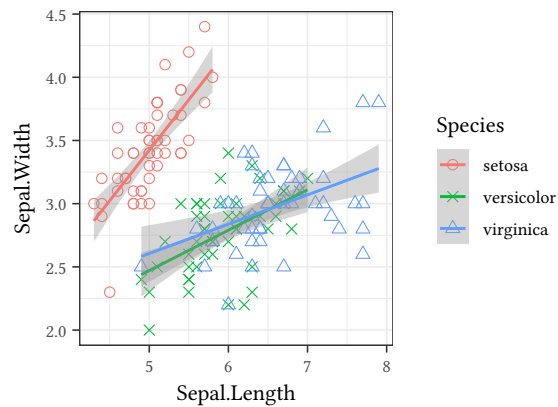 4.5
4.0
3.5
3.0
2.5
2.0
Sepal.Width
5
6
7
8
Sepal.Length
Species
setosa
versicolor
virginica